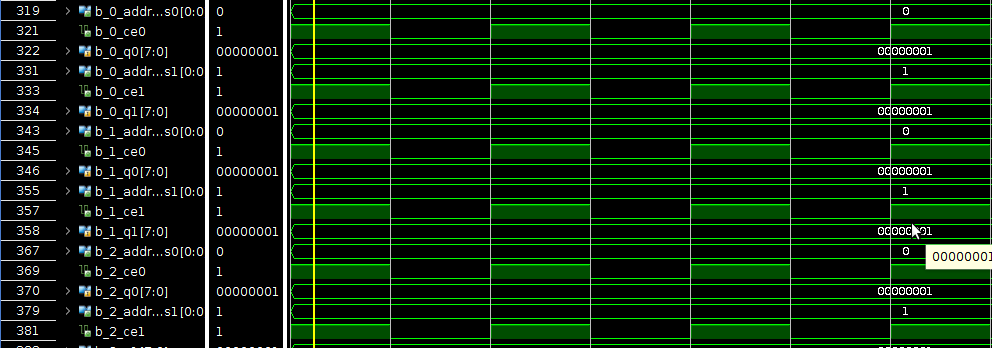 319 b_0_addr...s0[0:0 0 0
321 b_0_ce0 1
322 b_0_q0[7:0] 00000001 00000001
331 b_0_addr...s1[0:0 1 1
333 b_0_ce1 1
334 b_0_q1[7:0] 00000001 00000001
343 b_1_addr...s0[0:0 0 0
345 b_1_ce0 1
346 b_1_q0[7:0] 00000001 00000001
355 b_1_addr...s1[0:0 1 1
357 b_1_ce1 1
358 b_1_q1[7:0] 00000001 00000001
367 b_2_addr...s0[0:0 0 0
00000001
369 b_2_ce0 1
370 b_2_q0[7:0] 00000001 00000001
379 b_2_addr...s1[0:0 1 1
381 b_2_ce1 1